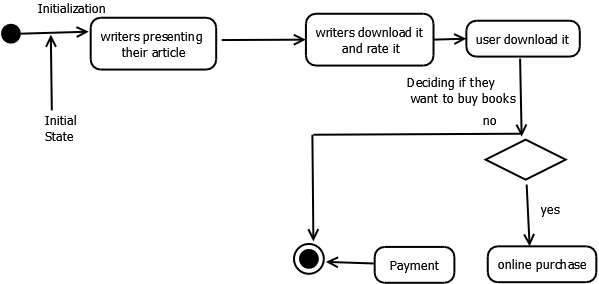 Initialization
writers presenting
their article
writers download it
and rate it
user download it
Initial
State
Deciding if they
want to buy books
no
yes
Payment
online purchase